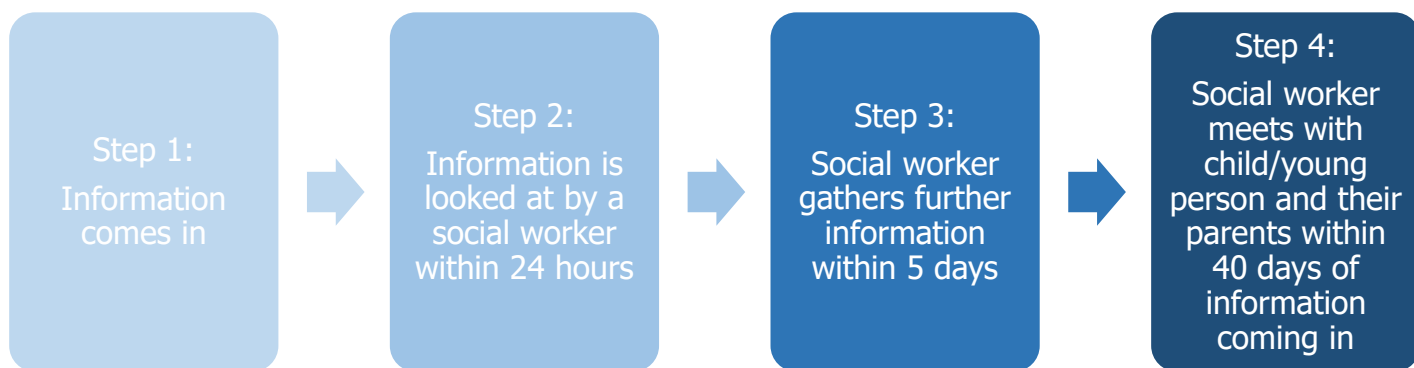 Step 1:
Information
comes in
Step 2:
Information is
looked at by a
social worker
within 24 hours
Step 3:
Social worker
gathers further
information
within 5 days
Step 4:
Social worker
meets with
child/young
person and their
parents within
40 days of
information
coming in